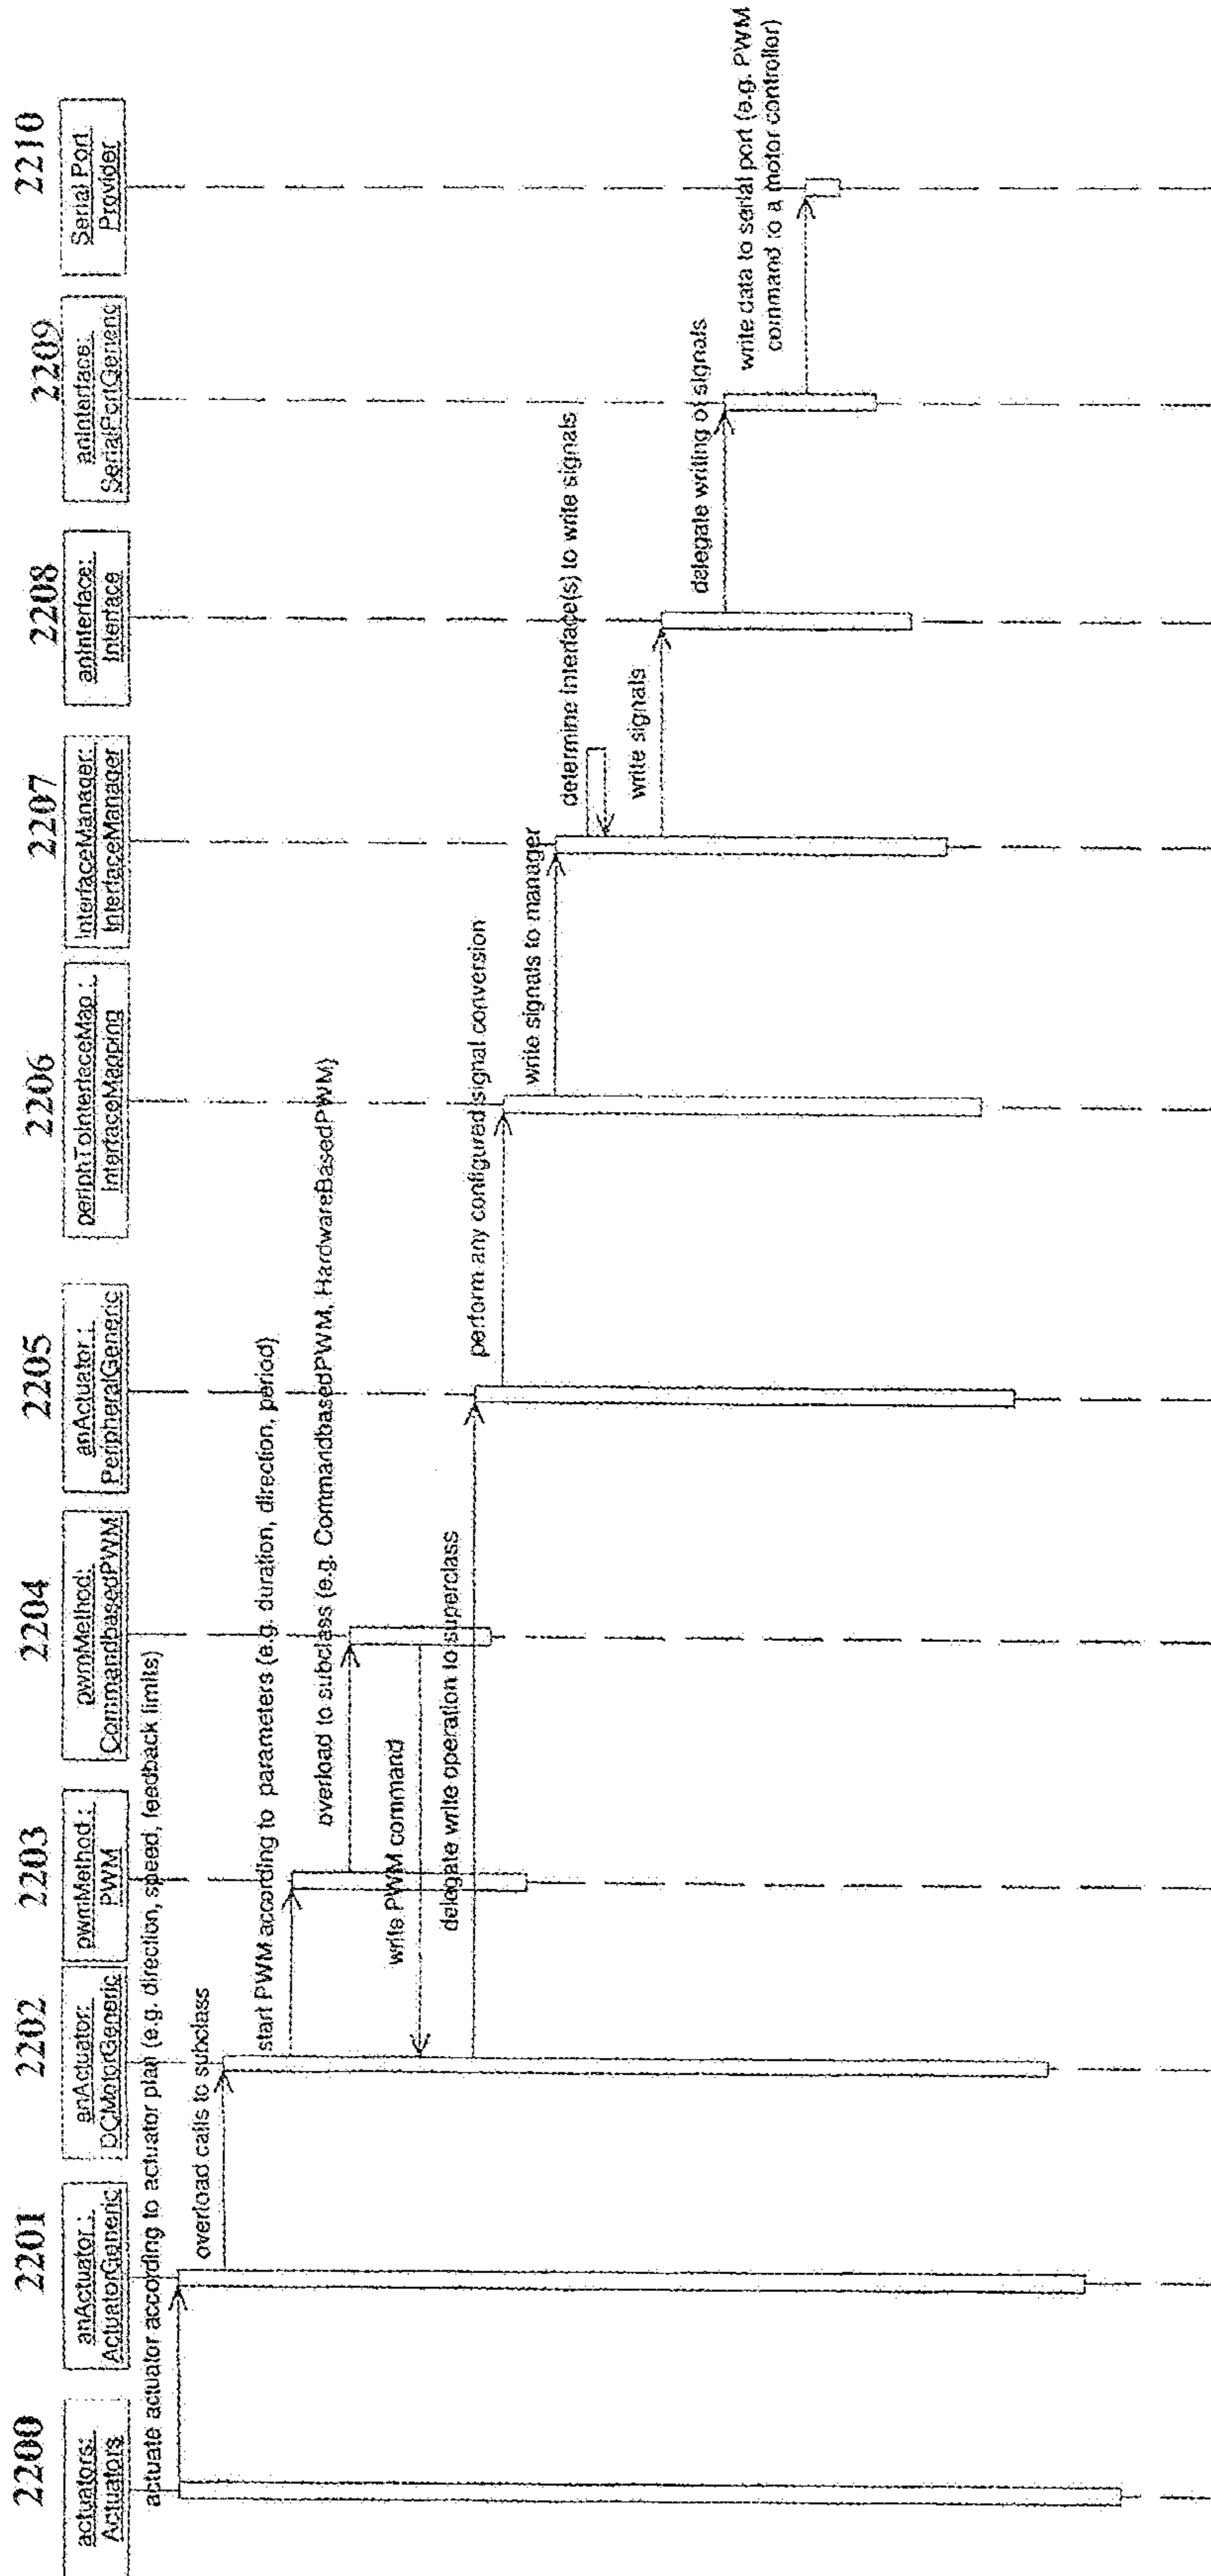 2200
actuators:
Actuators
2201
anActuator :
ActuatorGeneric
2202
anActuator:
DCMotorGeneric
2203
pwmMethod :
PWM
2204
pwmMethod:
CommandbasedPWM
2205
anActuator :
PeripheralGeneric
2206
periphToInterfaceMap :
InterfaceMapping
2207
InterfaceManager:
InterfaceManager
2208
anInterface:
Interface
2209
anInterface:
SerialPortGeneric
2210
Serial Port
Provider
actuate actuator according to actuator plan (e.g. direction, speed, feedback limits)
overload calls to subclass
start PWM according to parameters (e.g. duration, direction, period)
overload to subclass (e.g. CommandbasedPWM, HardwareBasedPWM)
write PWM command
delegate write operation to superclass
perform any configured signal conversion
write signals to manager
determine interface(s) to write signals
write signals
delegate writing of signals
write data to serial port (e.g. PWM
command to a motor controller)